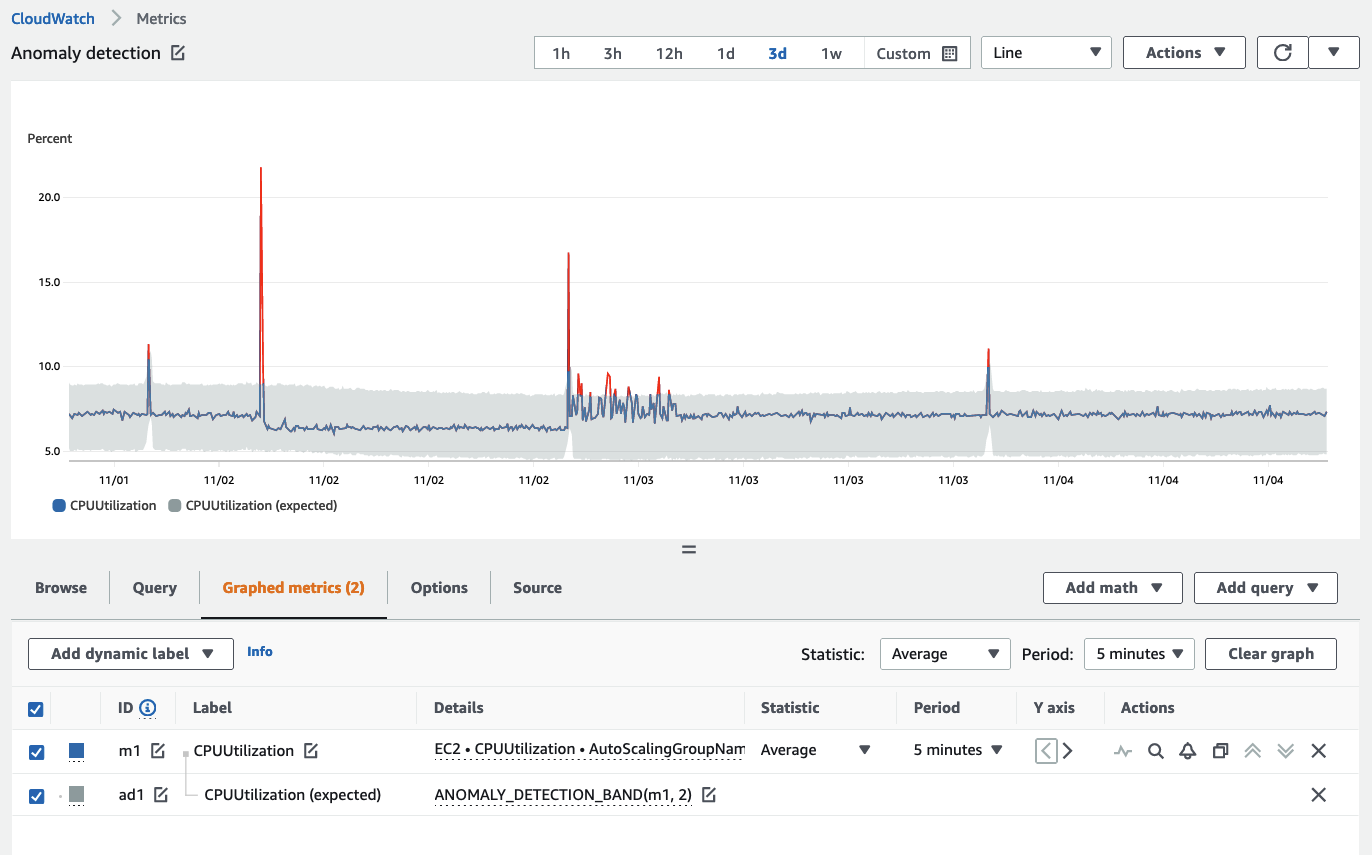 CloudWatch Metrics
Anomaly detection
1h 3h 12h 1d 3d 1w Custom
Line
Actions
Percent
20.0
15.0
10.0
5.0
11/01 11/02 11/02 11/02 11/02 11/03 11/03 11/03 11/03 11/04 11/04 11/04
CPUUtilization CPUUtilization (expected)
Browse Query Graphed metrics (2) Options Source Add math Add query
Add dynamic label Info Statistic: Average Period: 5 minutes Clear graph
ID Label Details Statistic Period Y axis Actions
m1 CPUUtilization EC2 • CPUUtilization • AutoScalingGroupNam Average 5 minutes
ad1 CPUUtilization (expected) ANOMALY_DETECTION_BAND(m1, 2)